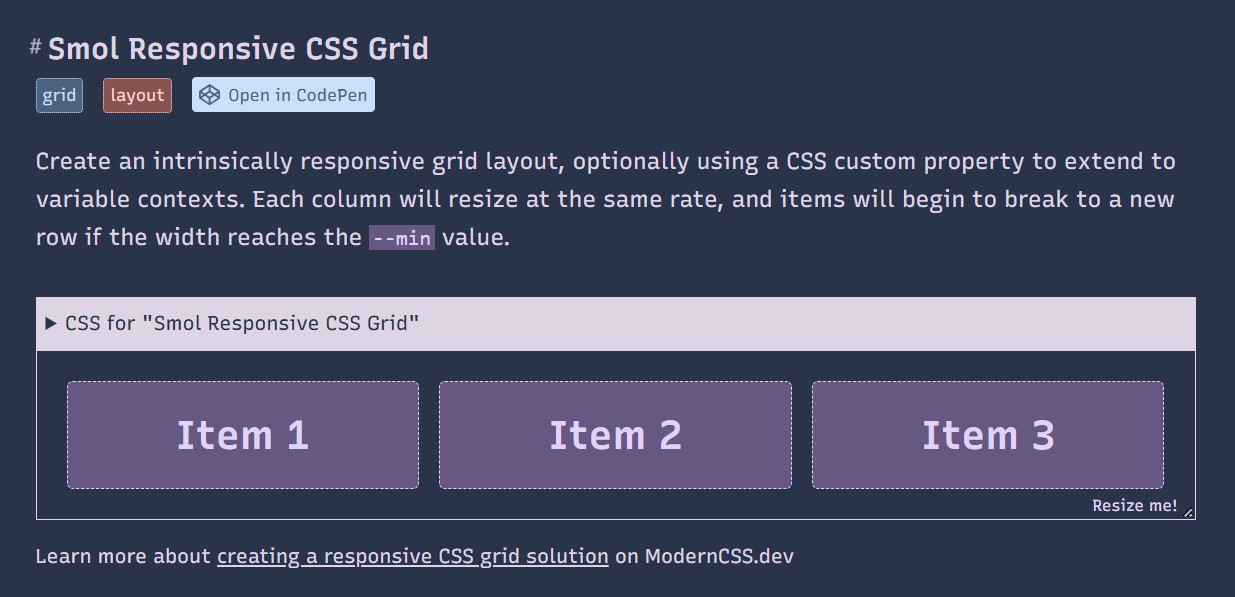 # Smol Responsive CSS Grid
grid layout Open in CodePen
Create an intrinsically responsive grid layout, optionally using a CSS custom property to extend to
variable contexts. Each column will resize at the same rate, and items will begin to break to a new
row if the width reaches the --min value.
CSS for "Smol Responsive CSS Grid"
Item 1 Item 2 Item 3
Resize me!
Learn more about creating a responsive CSS grid solution on ModernCSS.dev